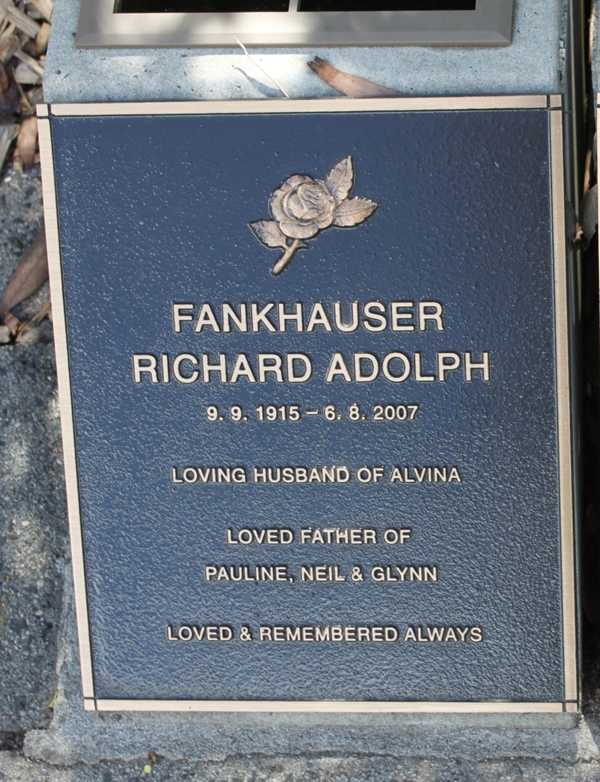 FANKHAUSER
RICHARD ADOLPH
9. 9. 1915 – 6. 8. 2007
LOVING HUSBAND OF ALVINA
LOVED FATHER OF
PAULINE, NEIL & GLYNN
LOVED & REMEMBERED ALWAYS